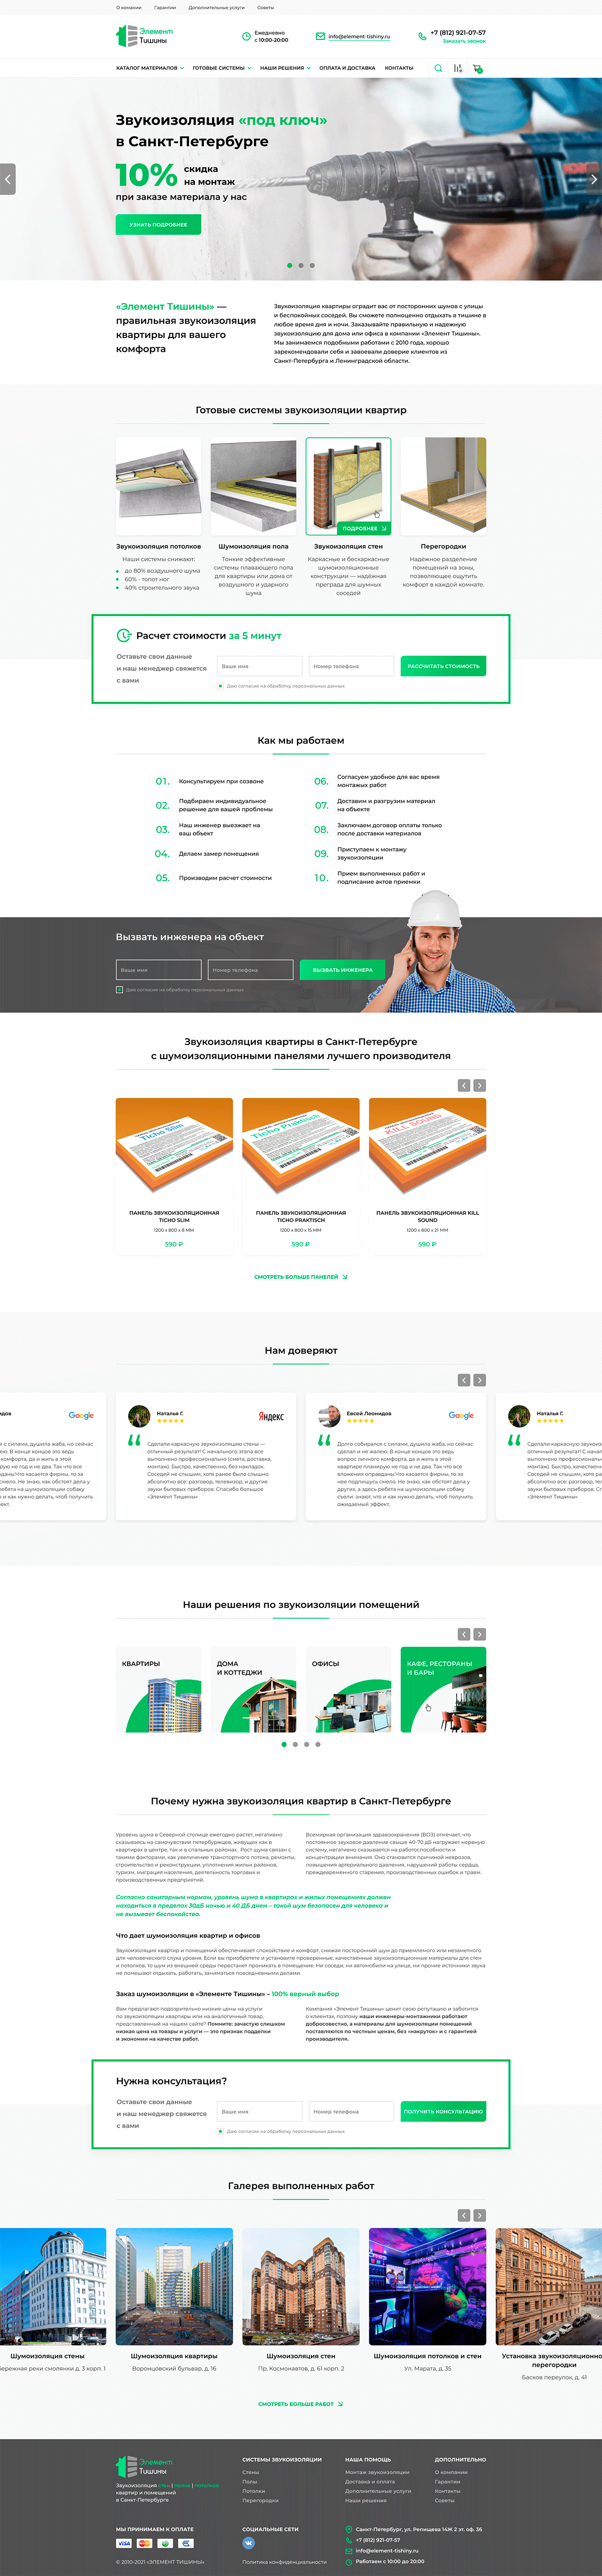 О компании
Гарантии
Дополнительные услуги
Советы
Элемент
Тишины
Ежедневно
с 10:00-20:00
info@element-tishiny.ru
+7 (812) 921-07-57
Заказать звонок
КАТАЛОГ МАТЕРИАЛОВ
ГОТОВЫЕ СИСТЕМЫ
НАШИ РЕШЕНИЯ
ОПЛАТА И ДОСТАВКА
КОНТАКТЫ
Звукоизоляция «под ключ»
в Санкт-Петербурге
10% скидка
на монтаж
при заказе материала у нас
УЗНАТЬ ПОДРОБНЕЕ
«Элемент Тишины» —
правильная звукоизоляция
квартиры для вашего
комфорта
Звукоизоляция квартиры оградит вас от посторонних шумов с улицы
и беспокойных соседей. Вы сможете полноценно отдыхать в тишине в
любое время дня и ночи. Заказывайте правильную и надежную
звукоизоляцию для дома или офиса в компании «Элемент Тишины».
Мы занимаемся подобными работами с 2010 года, хорошо
зарекомендовали себя и завоевали доверие клиентов из
Санкт-Петербурга и Ленинградской области.
Готовые системы звукоизоляции квартир
ПОДРОБНЕЕ
Звукоизоляция потолков
Наши системы снижают:
до 80% воздушного шума
60% - топот ног
40% строительного звука
Шумоизоляция пола
Тонкие эффективные
системы плавающего пола
для квартиры или дома от
воздушного и ударного
шума
Звукоизоляция стен
Каркасные и бескаркасные
шумоизоляционные
конструкции — надёжная
преграда для шумных
соседей
Перегородки
Надёжное разделение
помещений на зоны,
позволяющее ощутить
комфорт в каждой комнате.
Расчет стоимости за 5 минут
Оставьте свои данные
и наш менеджер свяжется
с вами
Ваше имя
Номер телефона
РАССЧИТАТЬ СТОИМОСТЬ
Даю согласие на обработку персональных данных
Как мы работаем
01. Консультируем при созвоне
02. Подбираем индивидуальное
решение для вашей проблемы
03. Наш инженер выезжает на
ваш объект
04. Делаем замер помещения
05. Производим расчет стоимости
06. Согласуем удобное для вас время
монтажных работ
07. Доставим и разгрузим материал
на объекте
08. Заключаем договор оплаты только
после доставки материалов
09. Приступаем к монтажу
звукоизоляции
10. Прием выполненных работ и
подписание актов приемки
Вызвать инженера на объект
Ваше имя
Номер телефона
ВЫЗВАТЬ ИНЖЕНЕРА
Даю согласие на обработку персональных данных
Звукоизоляция квартиры в Санкт-Петербурге
с шумоизоляционными панелями лучшего производителя
Ticho Slim
Ticho Praktisch
KILL SOUND
ПАНЕЛЬ ЗВУКОИЗОЛЯЦИОННАЯ
TICHO SLIM
1200 х 800 х 8 ММ
590 ₽
ПАНЕЛЬ ЗВУКОИЗОЛЯЦИОННАЯ
TICHO PRAKTISCH
1200 х 800 х 15 ММ
590 ₽
ПАНЕЛЬ ЗВУКОИЗОЛЯЦИОННАЯ KILL
SOUND
1200 х 800 х 21 ММ
590 ₽
СМОТРЕТЬ БОЛЬШЕ ПАНЕЛЕЙ
Нам доверяют
Google
Наталья Г.
Яндекс
Сделали каркасную звукоизоляцию стены —
отличный результат! С начала и до конца все
выполнено профессионально (смета, доставка,
монтаж). Быстро, качественно, без накладок.
Соседей не слышим, хотя ранее было слышно
абсолютно все: разговор, телевизор, и другие
звуки бытовых приборов. Спасибо большое
«Элемент Тишины»
Евсей Леонидов
Google
Долго собирался с силами, душила жаба, но сейчас
сделал и не жалею. В конце концов это ведь
вопрос личного комфорта, да и жить в этой
квартире планирую не год и не два. Так что все
вложения оправданы.Что касается фирмы, то за
нее подпишусь смело. Не знаю, как обстоят дела у
других, а здесь ребята на шумоизоляции собаку
съели, знают, что и как нужно делать, чтоб получить
ожидаемый эффект.
Наталья Г.
Наши решения по звукоизоляции помещений
КВАРТИРЫ
ДОМА
И КОТТЕДЖИ
ОФИСЫ
КАФЕ, РЕСТОРАНЫ
И БАРЫ
Почему нужна звукоизоляция квартир в Санкт-Петербурге
Уровень шума в Северной столице ежегодно растет, негативно
сказываясь на самочувствии петербуржцев, живущих как в
квартирах в центре, так и в спальных районах. Рост шума связан с
такими факторами, как увеличение транспортного потока, ремонты,
строительство и реконструкции, уплотнения жилых районов,
туризм, миграция населения, деятельность торговых и
производственных предприятий.
Всемирная организация здравоохранения (ВОЗ) отмечает, что
постоянное звуковое давление свыше 40-70 дБ нагружает нервную
систему, негативно сказывается на работоспособности и
концентрации внимания. Оно становится причиной неврозов,
повышения артериального давления, нарушений работы сердца,
преждевременного старения, производственных ошибок и травм.
Согласно санитарным нормам, уровень шума в квартирах и жилых помещениях должен
находиться в пределах 30дБ ночью и 40 ДБ днем – такой шум безопасен для человека и
не вызывает беспокойство.
Что дает шумоизоляция квартир и офисов
Звукоизоляция квартир и помещений обеспечивает спокойствие и комфорт, снижая посторонний шум до приемлемого или незаметного
для человеческого слуха уровня. Если вы приобретете и установите проверенные, качественные звукоизоляционные материалы для стен
и потолков, то шум из внешней среды перестанет проникать в помещение. Ни соседи, ни автомобили на улице, ни прочие источники звука
не помешают отдыхать, работать, заниматься повседневными делами.
Заказ шумоизоляции в «Элементе Тишины» – 100% верный выбор
Вам предлагают подозрительно низкие цены на услуги
по звукоизоляции квартиры или на аналогичный товар,
представленный на нашем сайте? Помните: зачастую слишком
низкая цена на товары и услуги — это признак подделки
и экономии на качестве работ.
Компания «Элемент Тишины» ценит свою репутацию и заботится
о клиентах, поэтому наши инженеры-монтажники работают
добросовестно, а материалы для шумоизоляции помещений
поставляются по честным ценам, без «накруток» и с гарантией
производителя.
Нужна консультация?
Оставьте свои данные
и наш менеджер свяжется
с вами
Ваше имя
Номер телефона
ПОЛУЧИТЬ КОНСУЛЬТАЦИЮ
Даю согласие на обработку персональных данных
Галерея выполненных работ
Шумоизоляция стены
Шумоизоляция квартиры
Воронцовский бульвар, д. 16
Шумоизоляция стен
Пр. Космонавтов, д. 61 корп. 2
Шумоизоляция потолков и стен
Ул. Марата, д. 35
перегородки
Басков переулок, д. 41
СМОТРЕТЬ БОЛЬШЕ РАБОТ
Элемент
Тишины
Звукоизоляция стен | полов | потолков
квартир и помещений
в Санкт-Петербурге
СИСТЕМЫ ЗВУКОИЗОЛЯЦИИ
Стены
Полы
Потолки
Перегородки
НАША ПОМОЩЬ
Монтаж звукоизоляции
Доставка и оплата
Дополнительные услуги
Наши решения
ДОПОЛНИТЕЛЬНО
О компании
Гарантии
Контакты
Советы
МЫ ПРИНИМАЕМ К ОПЛАТЕ
VISA
© 2010-2021 «ЭЛЕМЕНТ ТИШИНЫ»
СОЦИАЛЬНЫЕ СЕТИ
Политика конфиденциальности
Санкт-Петербург, ул. Репищева 14Ж 2 эт. оф. 36
+7 (812) 921-07-57
info@element-tishiny.ru
Работаем с 10:00 до 20:00